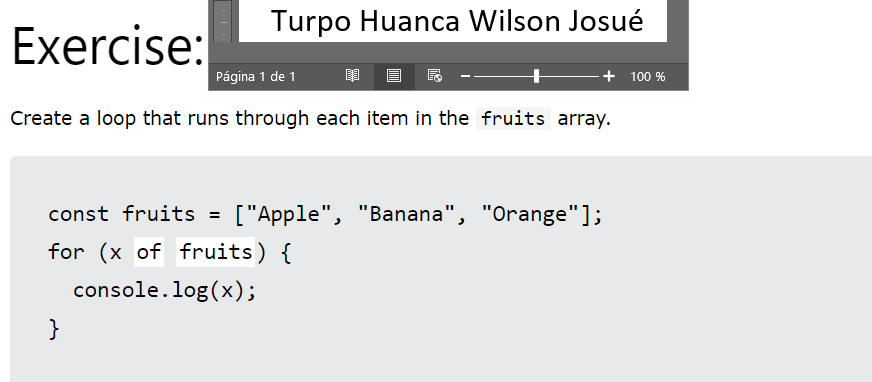 Turpo Huanca Wilson Josué
Exercise:
Página 1 de 1 100 %
Create a loop that runs through each item in the fruits array.
const fruits = ["Apple", "Banana", "Orange"];
for (x of fruits) {
  console.log(x);
}